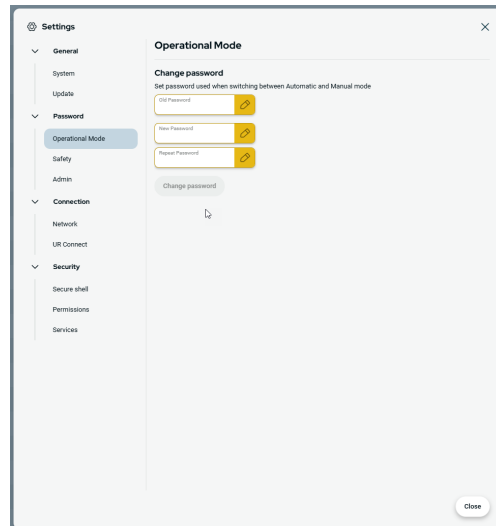 Settings
General
System
Update
Password
Operational Mode
Safety
Admin
Connection
Network
UR Connect
Security
Secure shell
Permissions
Services
Operational Mode
Change password
Set password used when switching between Automatic and Manual mode
Old Password
New Password
Repeat Password
Change password
Close